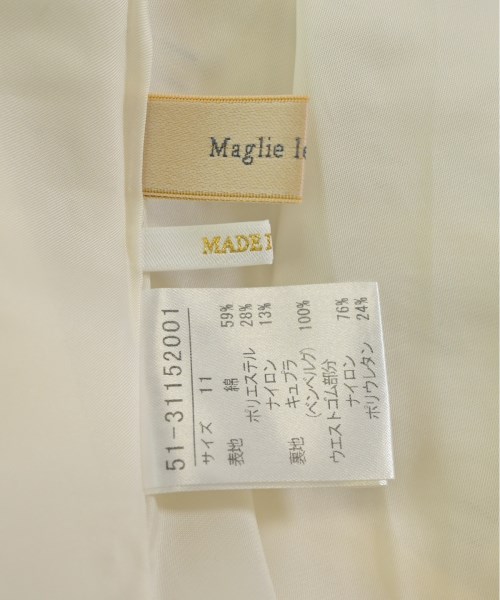 Maglie le
MADE I
51-31152001
サイズ 11
表地 綿 59%
ポリエステル 28%
ナイロン 13%
裏地 キュプラ 100%
(ベンベルグ)
ウエストゴム部分
ナイロン 76%
ポリウレタン 24%